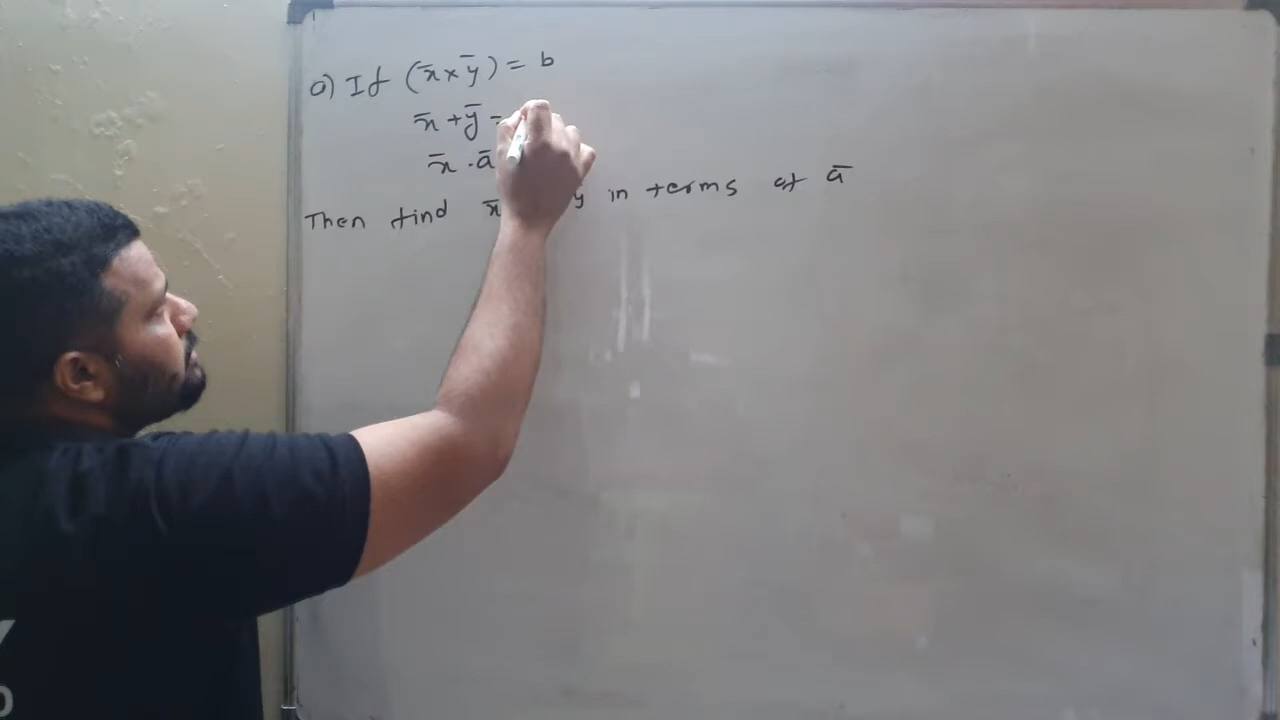 Q) If (x̄ × ȳ) = b
x̄ + ȳ =
x̄ · ā
Then find x̄ y in terms of ā